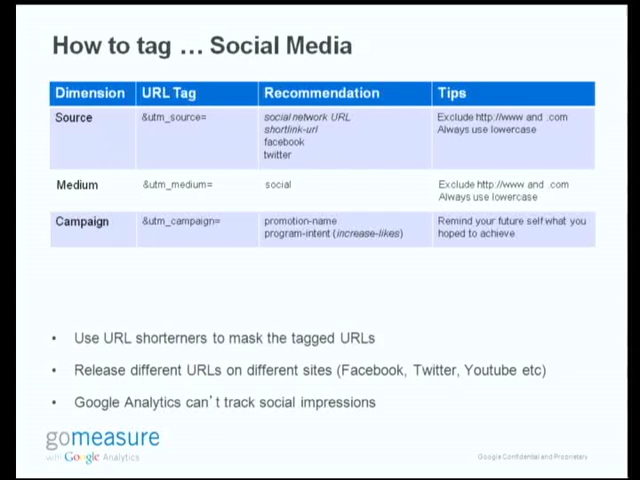 How to tag … Social Media
Dimension URL Tag Recommendation Tips
Source &utm_source= social network URL Exclude http://www and .com
shortlink-url Always use lowercase
facebook
twitter
Medium &utm_medium= social Exclude http://www and .com
Always use lowercase
Campaign &utm_campaign= promotion-name Remind your future self what you
program-intent (increase-likes) hoped to achieve
• Use URL shorterners to mask the tagged URLs
• Release different URLs on different sites (Facebook, Twitter, Youtube etc)
• Google Analytics can't track social impressions
gomeasure
with Google Analytics
Google Confidential and Proprietary